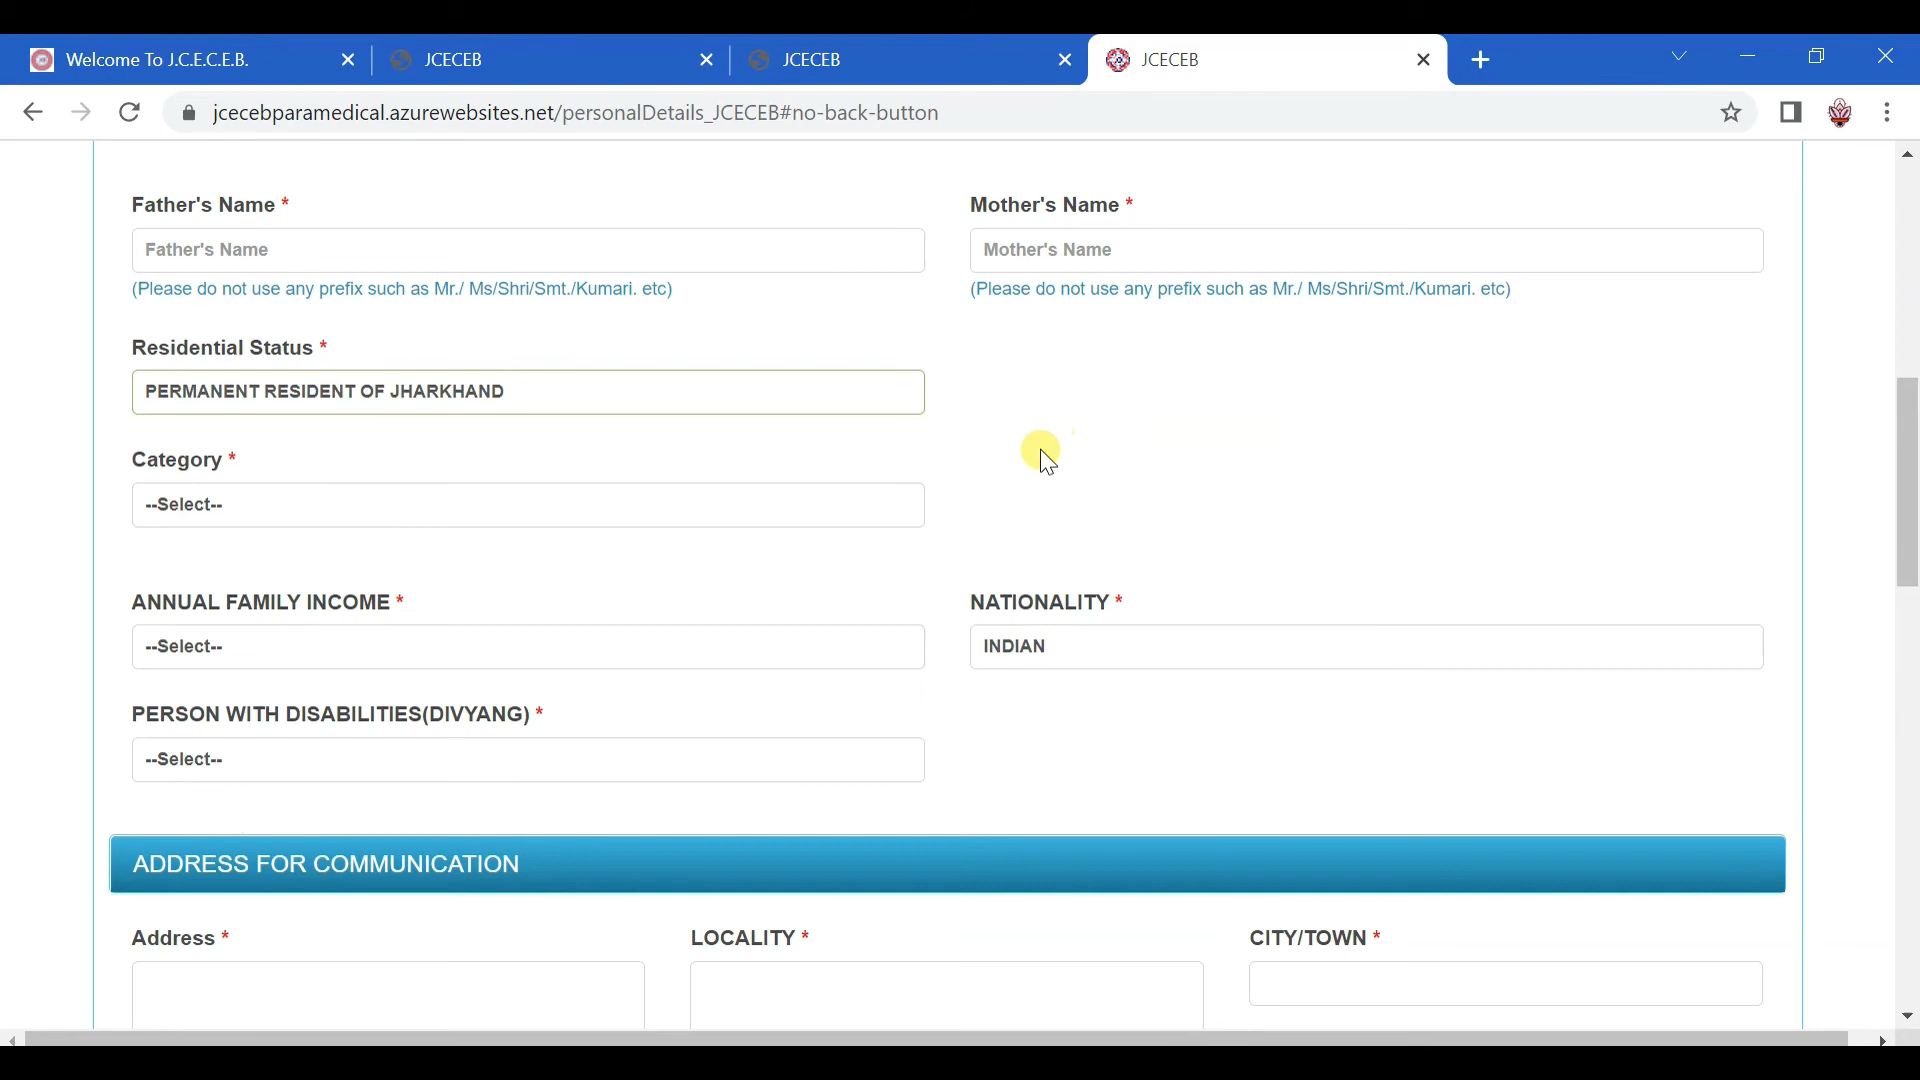 Welcome To J.C.E.C.E.B.
JCECEB
JCECEB
JCECEB
jcecebparamedical.azurewebsites.net/personalDetails_JCECEB#no-back-button
Father's Name * Mother's Name *
Father's Name Mother's Name
(Please do not use any prefix such as Mr./ Ms/Shri/Smt./Kumari. etc) (Please do not use any prefix such as Mr./ Ms/Shri/Smt./Kumari. etc)
Residential Status *
PERMANENT RESIDENT OF JHARKHAND
Category *
--Select--
ANNUAL FAMILY INCOME * NATIONALITY *
--Select-- INDIAN
PERSON WITH DISABILITIES(DIVYANG) *
--Select--
ADDRESS FOR COMMUNICATION
Address * LOCALITY * CITY/TOWN *